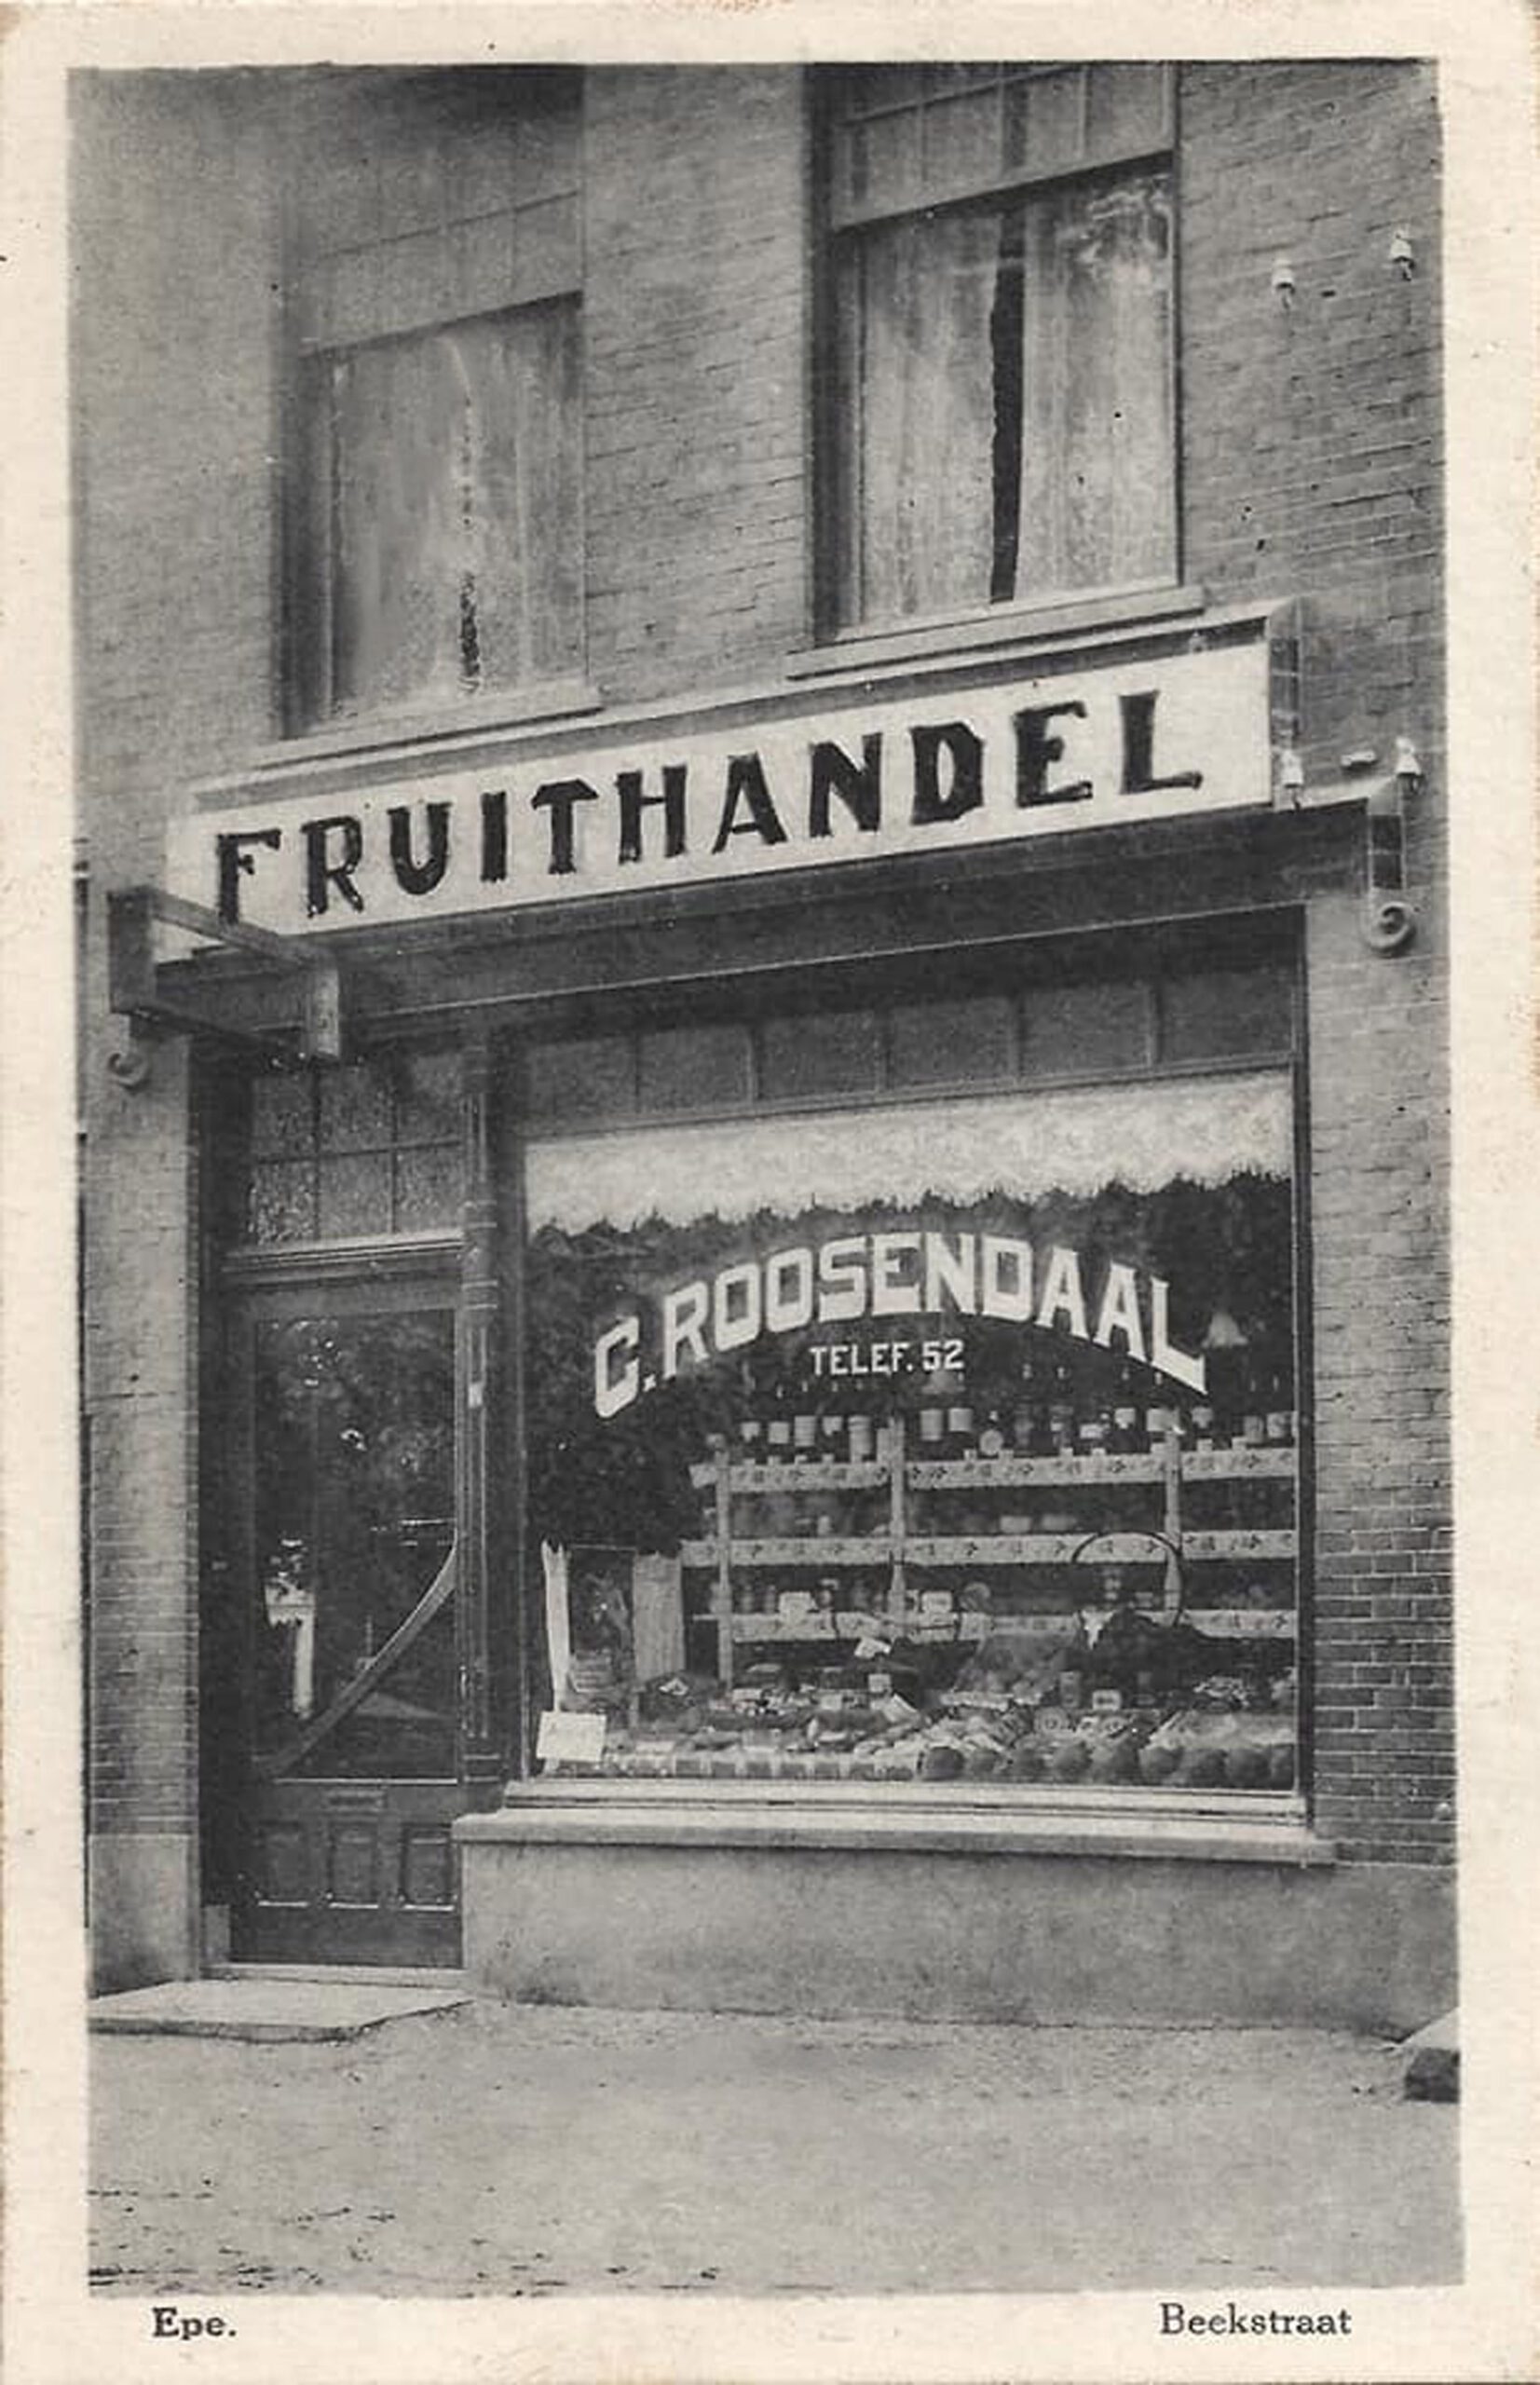 FRUITHANDEL
C. ROOSENDAAL
TELEF. 52
Epe.
Beekstraat